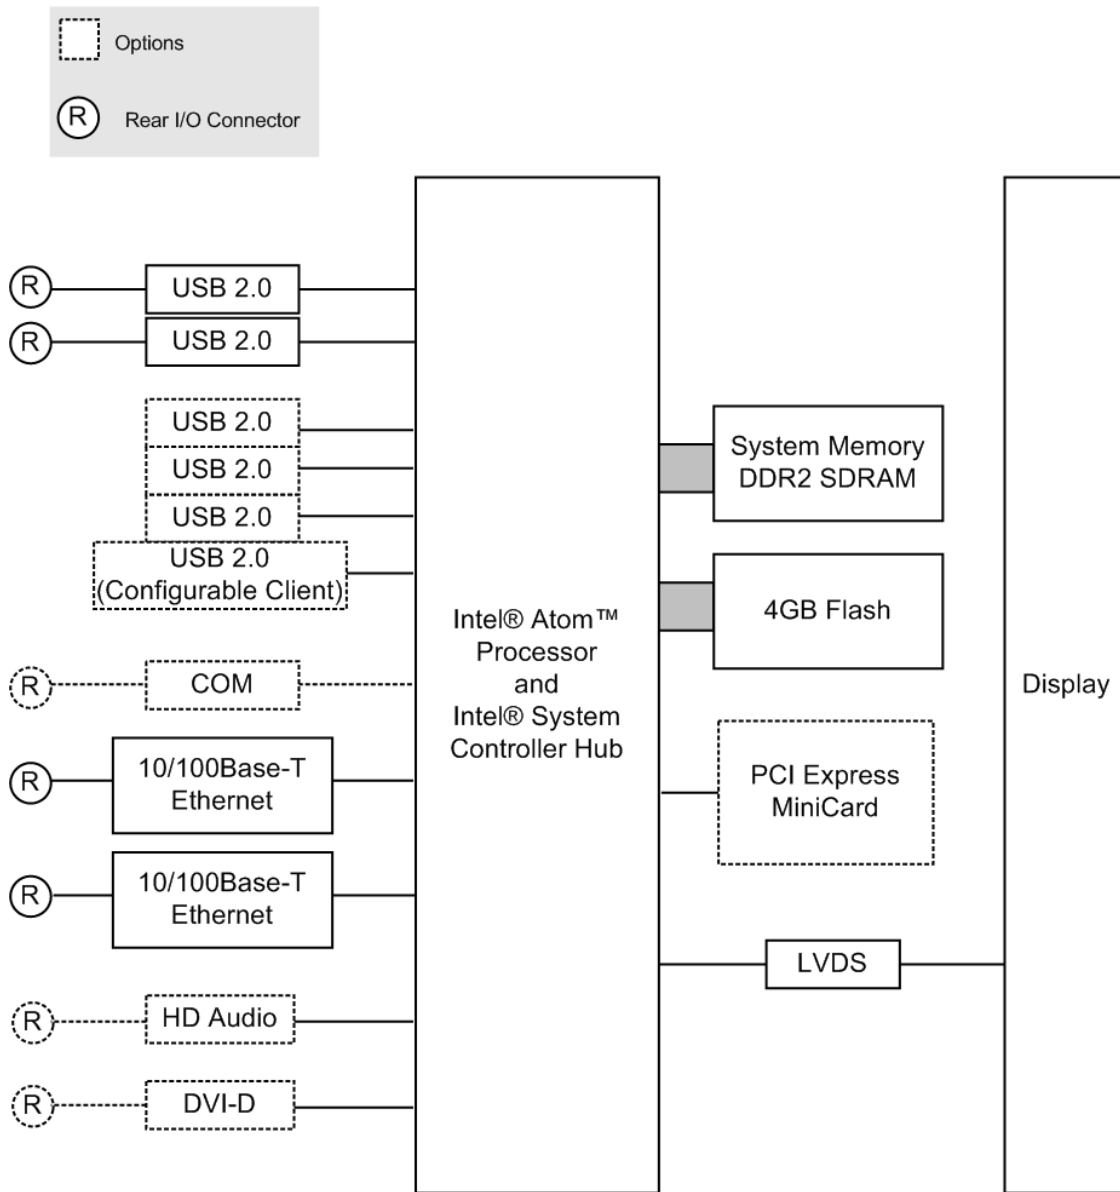 Options
R
Rear I/O Connector
R
USB 2.0
R
USB 2.0
USB 2.0
USB 2.0
USB 2.0
USB 2.0
(Configurable Client)
R
COM
R
10/100Base-T
Ethernet
R
10/100Base-T
Ethernet
R
HD Audio
R
DVI-D
Intel® Atom™
Processor
and
Intel® System
Controller Hub
System Memory
DDR2 SDRAM
4GB Flash
PCI Express
MiniCard
LVDS
Display